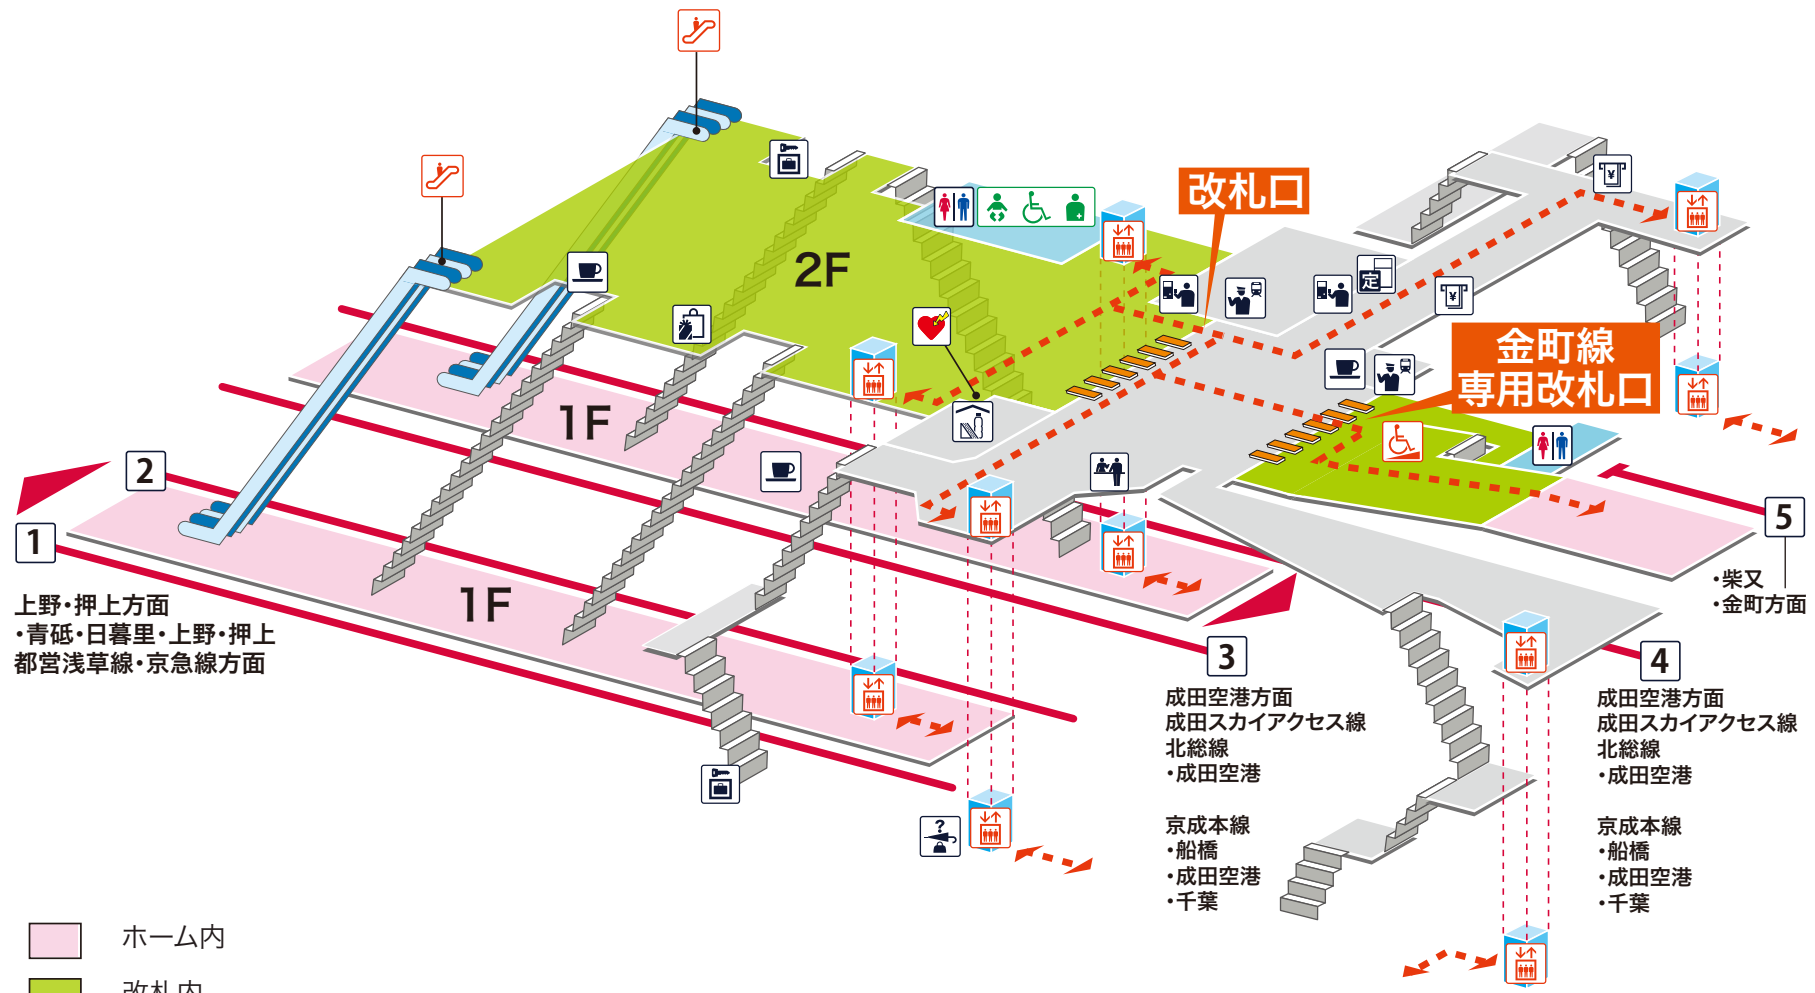 改札口
2F
定
¥
¥
金町線
専用改札口
1F
2
1
1F
上野・押上方面
・青砥・日暮里・上野・押上
都営浅草線・京急線方面
5
・柴又
・金町方面
3
成田空港方面
成田スカイアクセス線
北総線
・成田空港
京成本線
・船橋
・成田空港
・千葉
4
成田空港方面
成田スカイアクセス線
北総線
・成田空港
京成本線
・船橋
・成田空港
・千葉
?
ホーム内
改札内